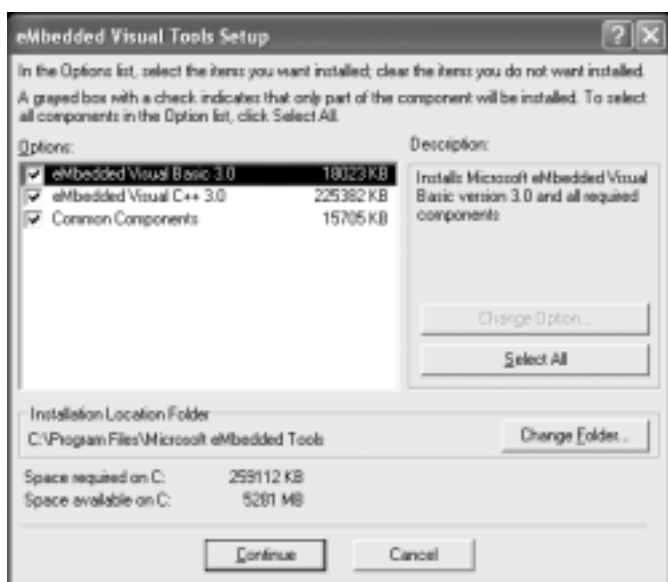 eMbedded Visual Tools Setup
In the Options list, select the items you want installed; clear the items you do not want installed.
A grayed box with a check indicates that only part of the component will be installed. To select
all components in the Option list, click Select All.
Options:
eMbedded Visual Basic 3.0 18023 KB
eMbedded Visual C++ 3.0 225382 KB
Common Components 15705 KB
Description:
Installs Microsoft eMbedded Visual
Basic version 3.0 and all required
components
Change Option...
Select All
Installation Location Folder
C:\Program Files\Microsoft eMbedded Tools
Change Folder...
Space required on C: 259112 KB
Space available on C: 5281 MB
Continue
Cancel